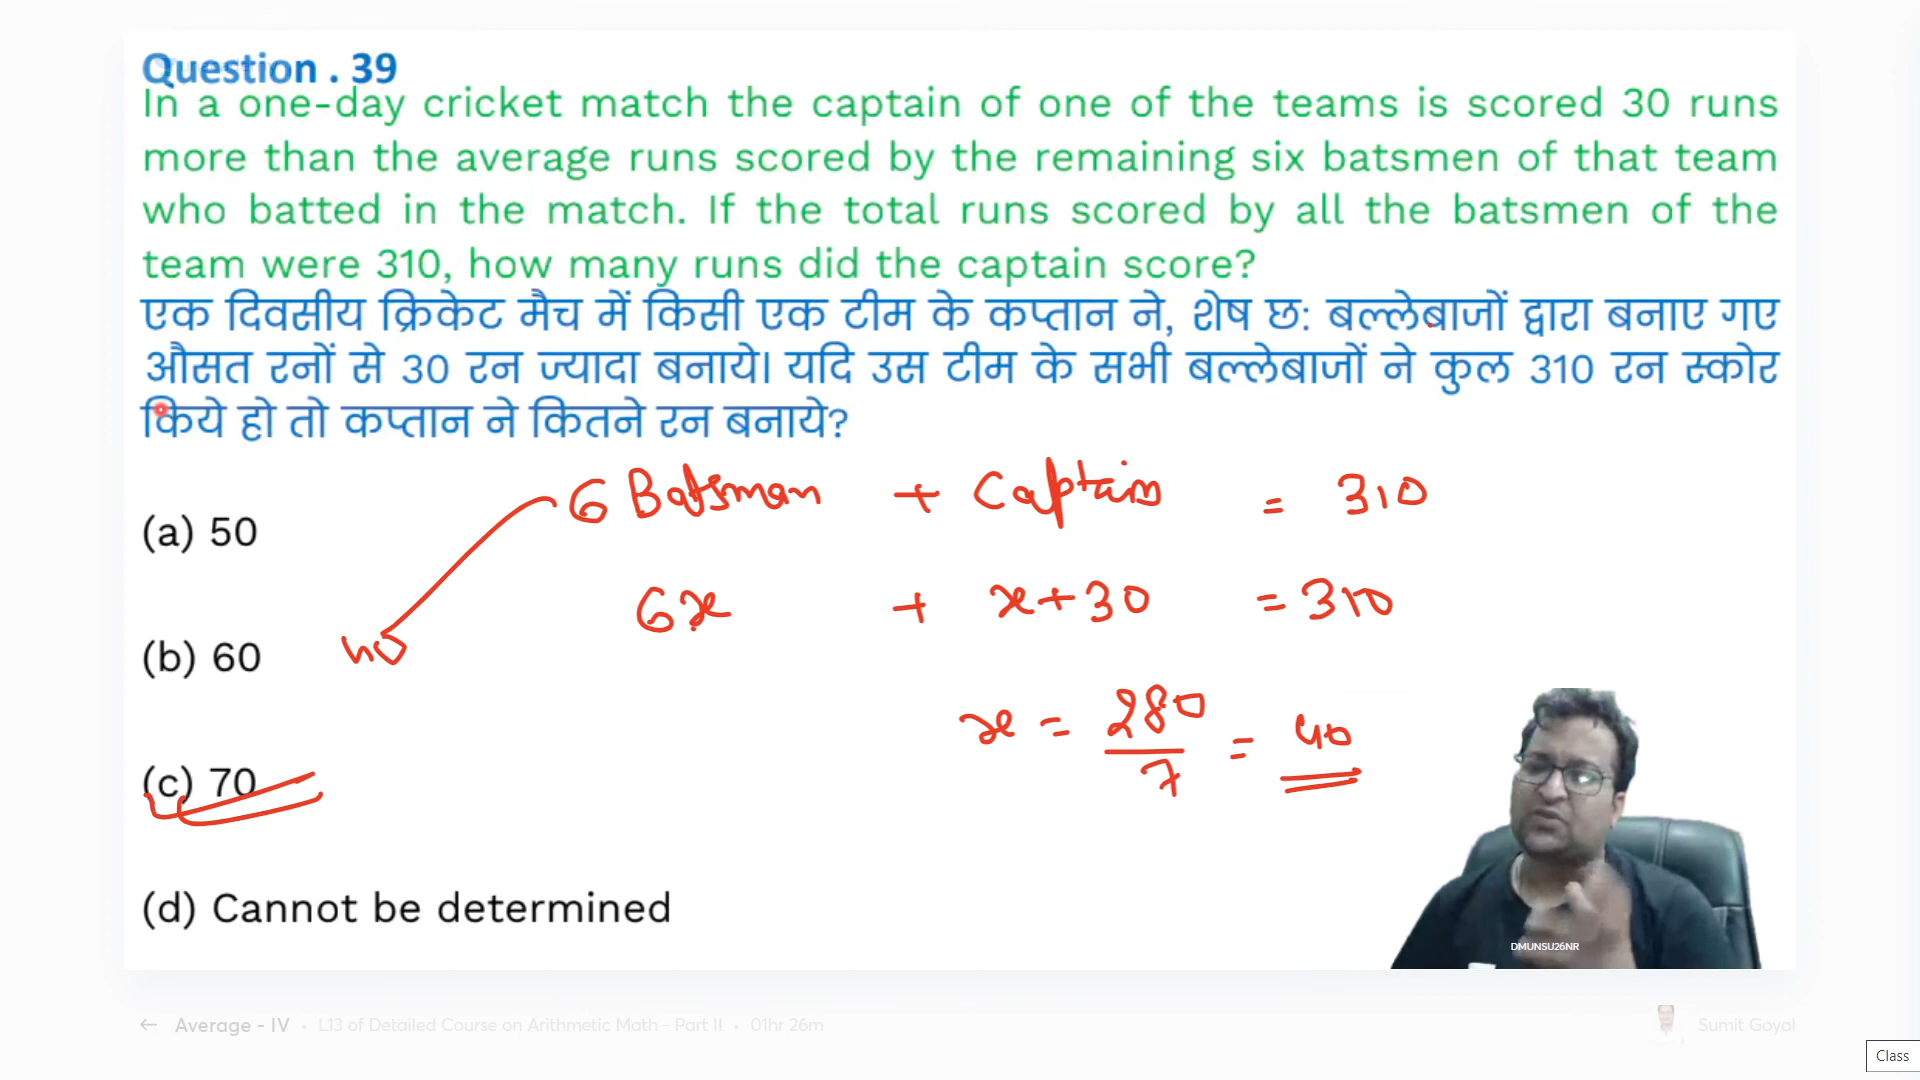 Question . 39
In a one-day cricket match the captain of one of the teams is scored 30 runs
more than the average runs scored by the remaining six batsmen of that team
who batted in the match. If the total runs scored by all the batsmen of the
team were 310, how many runs did the captain score?
एक दिवसीय क्रिकेट मैच में किसी एक टीम के कप्तान ने, शेष छः बल्लेबाजों द्वारा बनाए गए
औसत रनों से 30 रन ज्यादा बनाये। यदि उस टीम के सभी बल्लेबाजों ने कुल 310 रन स्कोर
किये हो तो कप्तान ने कितने रन बनाये?
6 Batsman + Captain = 310
(a) 50
6x + x+30 = 310
(b) 60
40
x = 280/7 = 40
(c) 70
(d) Cannot be determined
DMUNSU26NR
← Average - IV • L13 of Detailed Course on Arithmetic Math - Part II • 01hr 26m
Sumit Goyal
Class